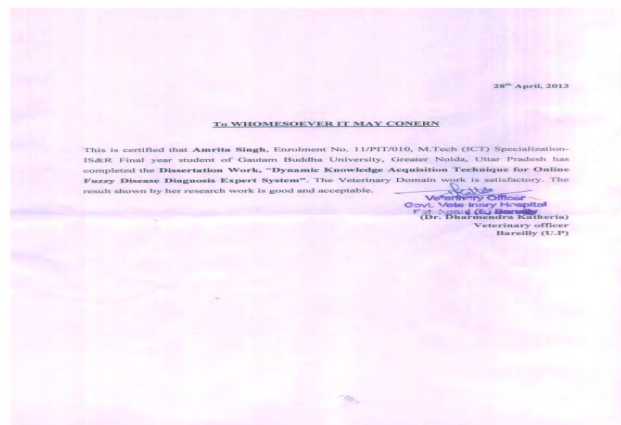 28th April, 2013
To WHOMESOEVER IT MAY CONERN
This is certified that Amrita Singh, Enrolment No. 11/PIT/010, M.Tech (ICT) Specialization-
IS&R Final year student of Gautam Buddha University, Greater Noida, Uttar Pradesh has
completed the Dissertation Work, "Dynamic Knowledge Acquisition Technique for Online
Fuzzy Disease Diagnosis Expert System". The Veterinary Domain work is satisfactory. The
result shown by her research work is good and acceptable.
Veterinary Officer
Govt. Veterinary Hospital
(E) Bareilly
(Dr. Dharmendra Katheria)
Veterinary officer
Bareilly (U.P)